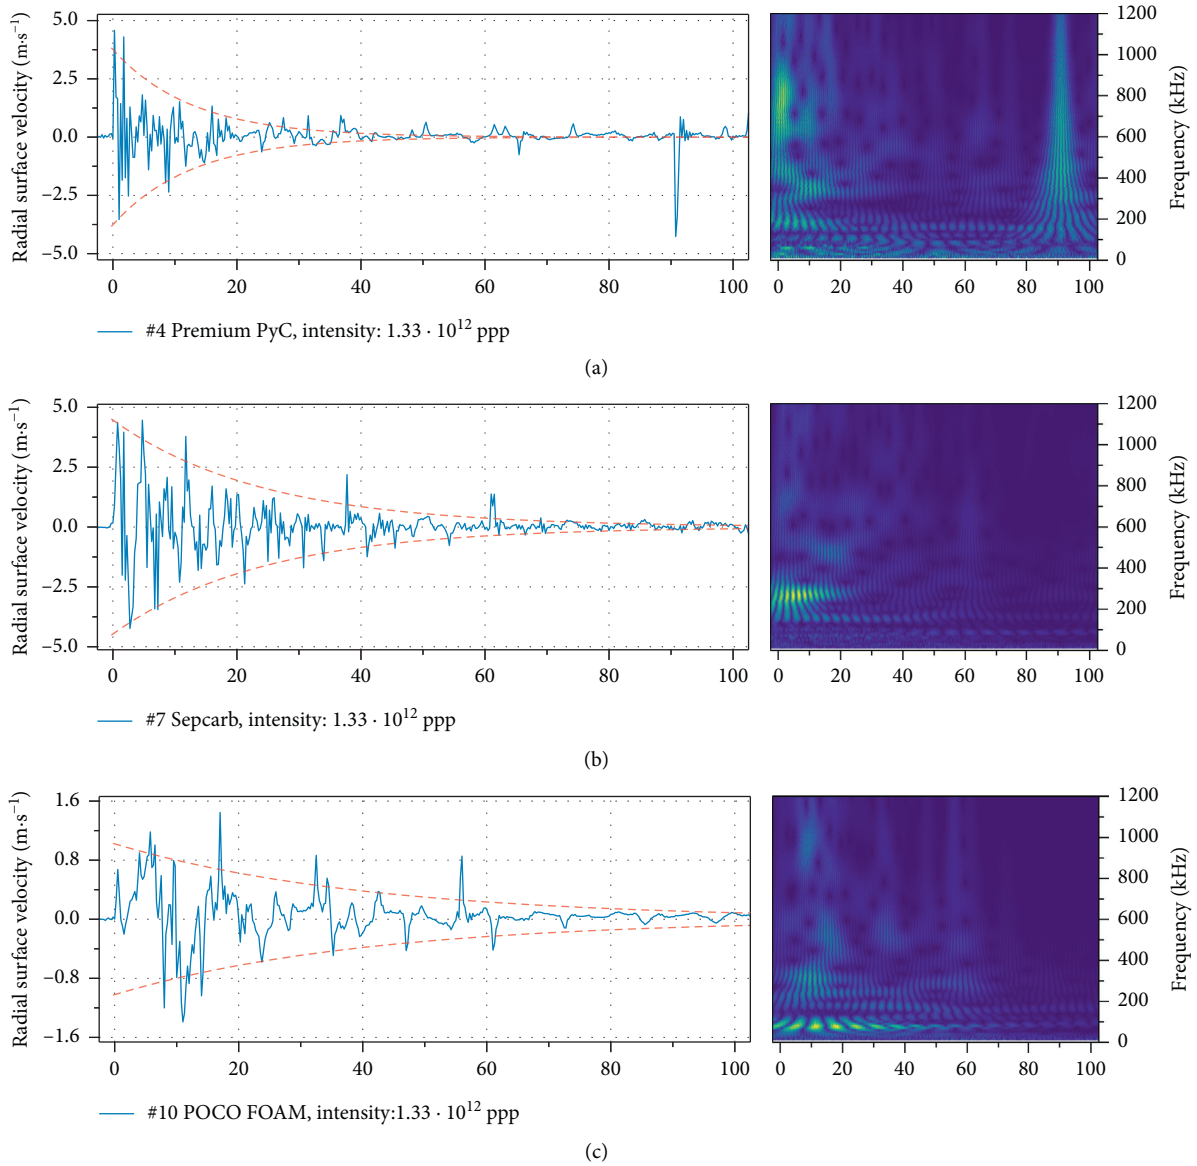 Radial surface velocity (m·s⁻¹)
5.0
2.5
0.0
−2.5
−5.0
0 20 40 60 80 100
1200
1000
800
600
400
200
0
Frequency (kHz)
0 20 40 60 80 100
#4 Premium PyC, intensity: 1.33 · 10¹² ppp
(a)
Radial surface velocity (m·s⁻¹)
5.0
2.5
0.0
−2.5
−5.0
0 20 40 60 80 100
1200
1000
800
600
400
200
0
Frequency (kHz)
0 20 40 60 80 100
#7 Sepcarb, intensity: 1.33 · 10¹² ppp
(b)
Radial surface velocity (m·s⁻¹)
1.6
0.8
0.0
−0.8
−1.6
0 20 40 60 80 100
1200
1000
800
600
400
200
0
Frequency (kHz)
0 20 40 60 80 100
#10 POCO FOAM, intensity:1.33 · 10¹² ppp
(c)